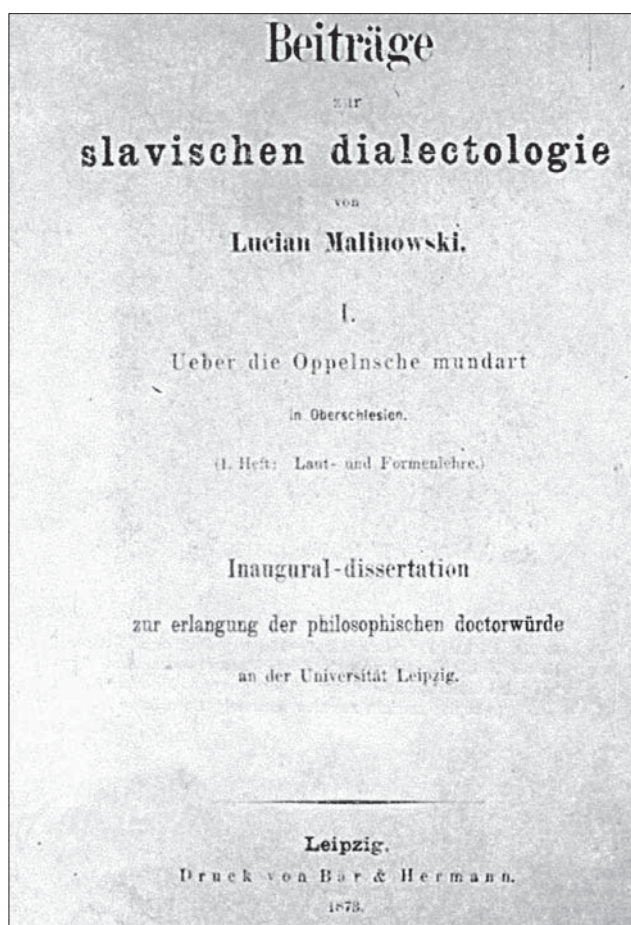 Beiträge
zur
slavischen dialectologie
von
Lucian Malinowski.
I.
Ueber die Oppelnsche mundart
in Oberschlesien.
(1. Heft: Laut- und Formenlehre.)
Inaugural-dissertation
zur erlangung der philosophischen doctorwürde
an der Universität Leipzig.
Leipzig.
Druck von Bär & Hermann.
1873.